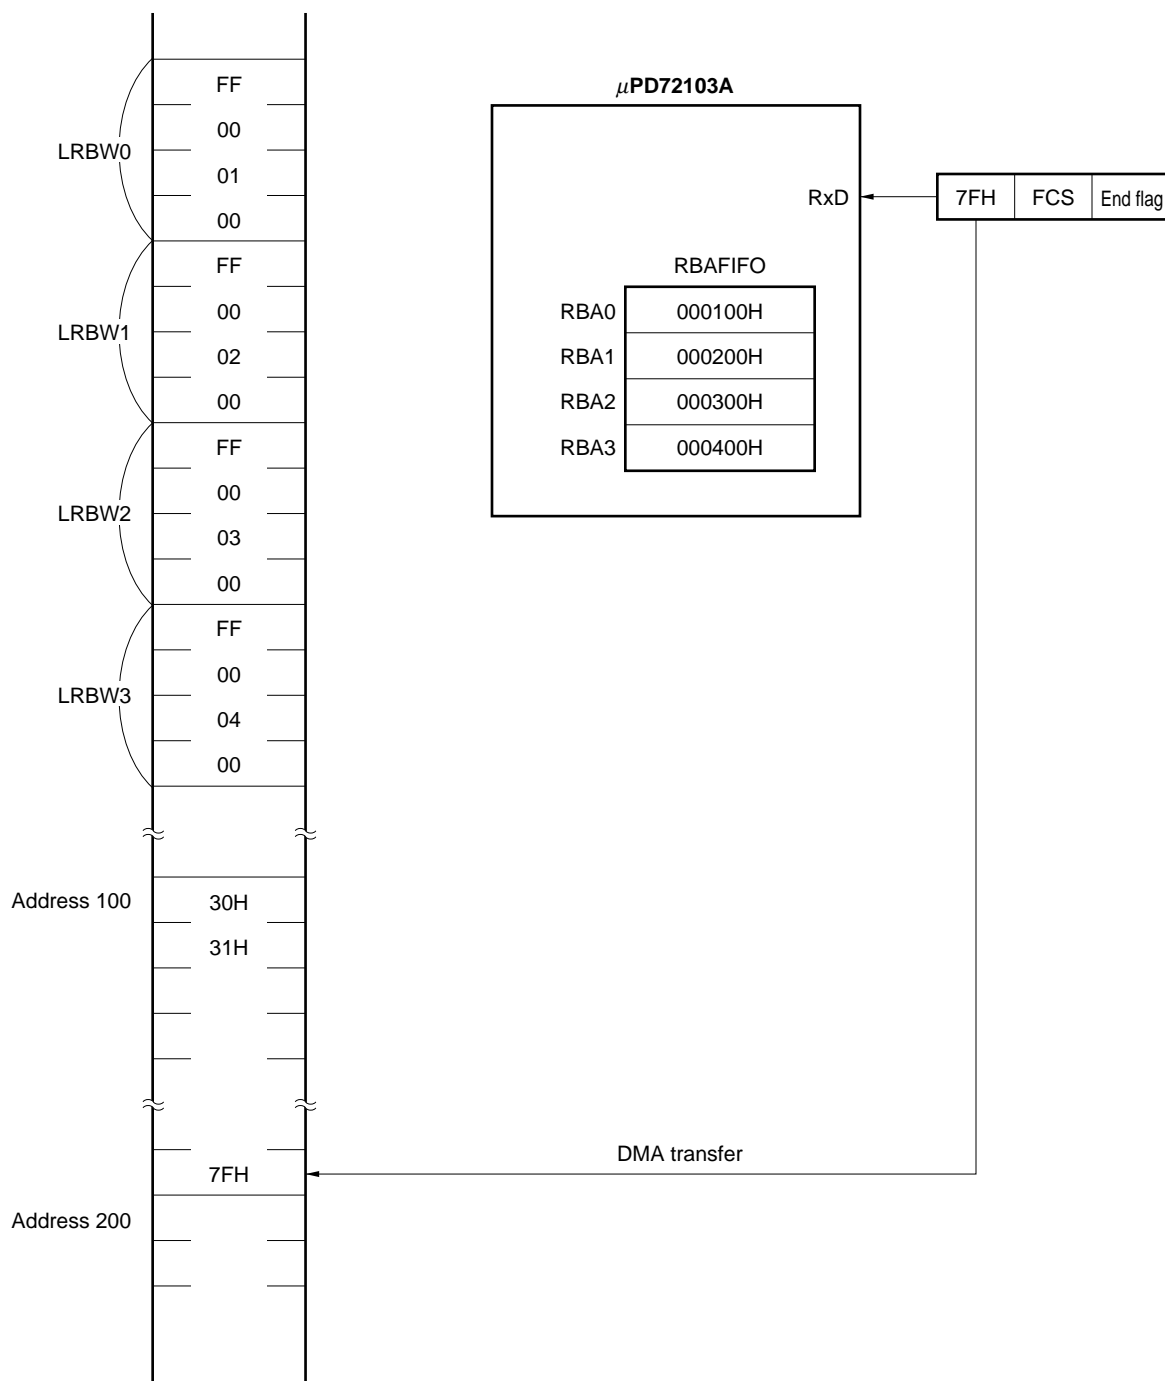 FF
00
LRBW0
01
00
FF
00
LRBW1
02
00
FF
00
LRBW2
03
00
FF
00
LRBW3
04
00
Address 100
30H
31H
7FH
Address 200
μPD72103A
RxD
7FH FCS End flag
RBAFIFO
RBA0 000100H
RBA1 000200H
RBA2 000300H
RBA3 000400H
DMA transfer